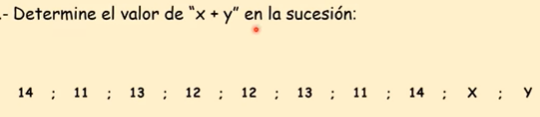 .- Determine el valor de "x + y" en la sucesión:
14 ; 11 ; 13 ; 12 ; 12 ; 13 ; 11 ; 14 ; X ; Y